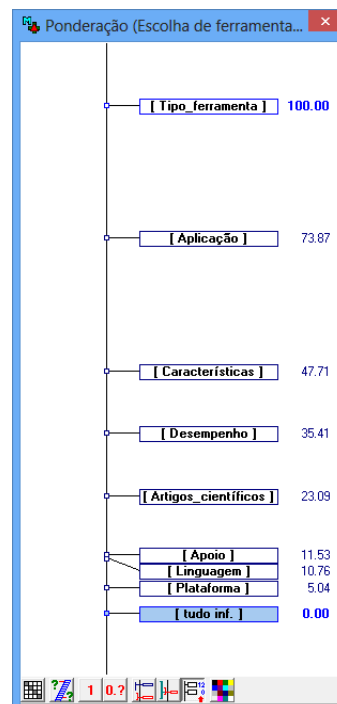 Ponderação (Escolha de ferramenta...
[ Tipo_ferramenta ] 100.00
[ Aplicação ] 73.87
[ Características ] 47.71
[ Desempenho ] 35.41
[ Artigos_científicos ] 23.09
[ Apoio ] 11.53
[ Linguagem ] 10.76
[ Plataforma ] 5.04
[ tudo inf. ] 0.00
1 0.?